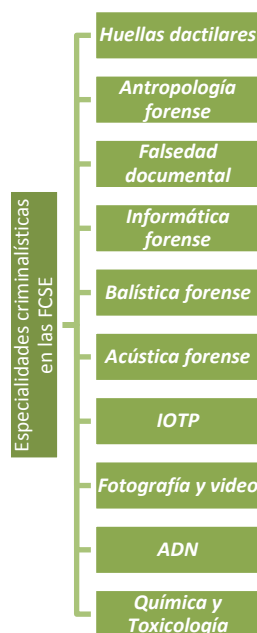 Especialidades criminalísticas
en las FCSE
Huellas dactilares
Antropología
forense
Falsedad
documental
Informática
forense
Balística forense
Acústica forense
IOTP
Fotografía y video
ADN
Química y
Toxicología